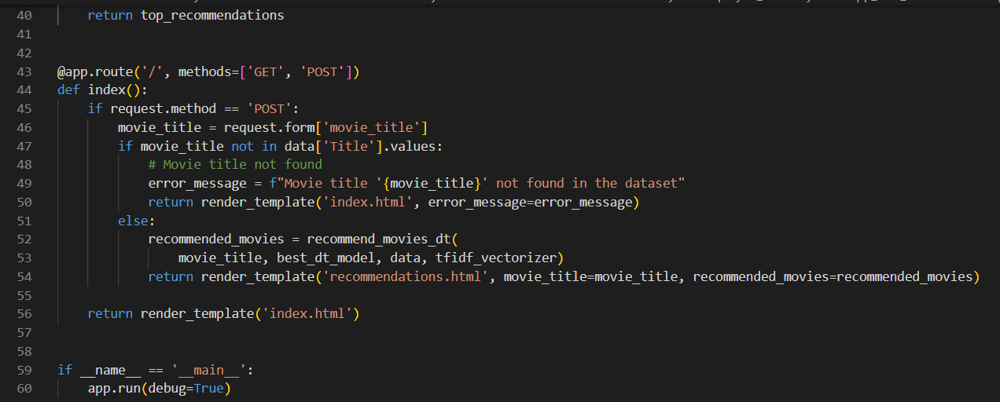 40 return top_recommendations
41
42
43 @app.route('/', methods=['GET', 'POST'])
44 def index():
45 if request.method == 'POST':
46 movie_title = request.form['movie_title']
47 if movie_title not in data['Title'].values:
48 # Movie title not found
49 error_message = f"Movie title '{movie_title}' not found in the dataset"
50 return render_template('index.html', error_message=error_message)
51 else:
52 recommended_movies = recommend_movies_dt(
53 movie_title, best_dt_model, data, tfidf_vectorizer)
54 return render_template('recommendations.html', movie_title=movie_title, recommended_movies=recommended_movies)
55
56 return render_template('index.html')
57
58
59 if __name__ == '__main__':
60 app.run(debug=True)